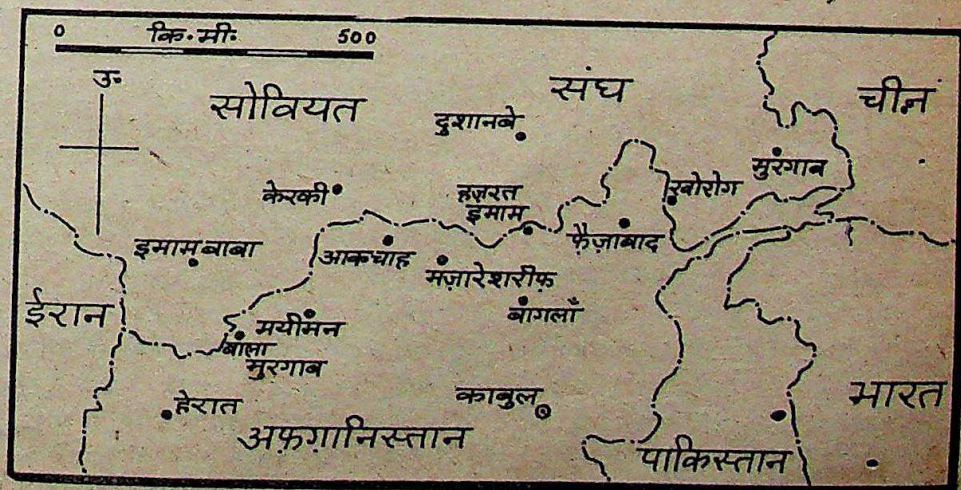 0 कि.मी. 500
उ॰
सोवियत संघ
चीन
दुशानबे
मुरगाब
केरकी
हज़रत
इमाम
खोरोग
फ़ैज़ाबाद
इमामबाबा
आकचाह
मज़ारेशरीफ़
बागलाँ
ईरान
मयीमन
बाला
मुरगाब
हेरात
काबुल
भारत
अफ़ग़ानिस्तान
पाकिस्तान